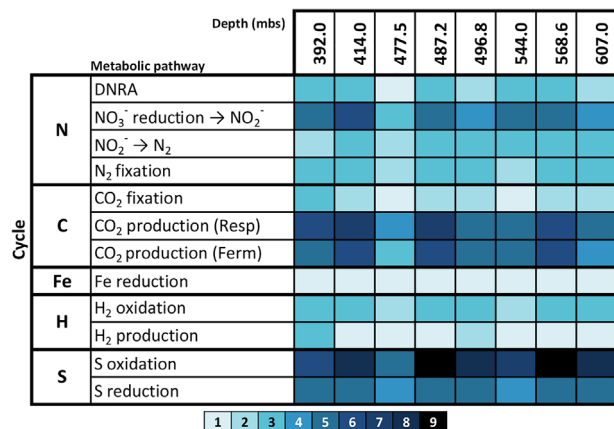 Depth (mbs)
392.0 414.0 477.5 487.2 496.8 544.0 568.6 607.0
Metabolic pathway
Cycle
N
DNRA
NO₃⁻ reduction → NO₂⁻
NO₂⁻ → N₂
N₂ fixation
C
CO₂ fixation
CO₂ production (Resp)
CO₂ production (Ferm)
Fe Fe reduction
H
H₂ oxidation
H₂ production
S
S oxidation
S reduction
1 2 3 4 5 6 7 8 9